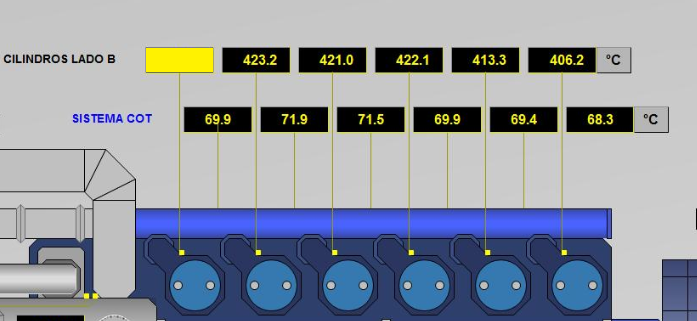 CILINDROS LADO B 423.2 421.0 422.1 413.3 406.2 °C
SISTEMA COT 69.9 71.9 71.5 69.9 69.4 68.3 °C